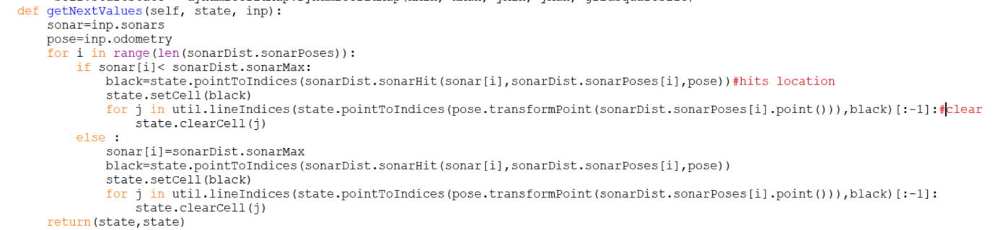 def getNextValues(self, state, inp):
    sonar=inp.sonars
    pose=inp.odometry
    for i in range(len(sonarDist.sonarPoses)):
        if sonar[i]< sonarDist.sonarMax:
            black=state.pointToIndices(sonarDist.sonarHit(sonar[i],sonarDist.sonarPoses[i],pose))#hits location
            state.setCell(black)
            for j in util.lineIndices(state.pointToIndices(pose.transformPoint(sonarDist.sonarPoses[i].point())),black)[:-1]:#clear
                state.clearCell(j)
        else :
            sonar[i]=sonarDist.sonarMax
            black=state.pointToIndices(sonarDist.sonarHit(sonar[i],sonarDist.sonarPoses[i],pose))
            state.setCell(black)
            for j in util.lineIndices(state.pointToIndices(pose.transformPoint(sonarDist.sonarPoses[i].point())),black)[:-1]:
                state.clearCell(j)
    return(state,state)